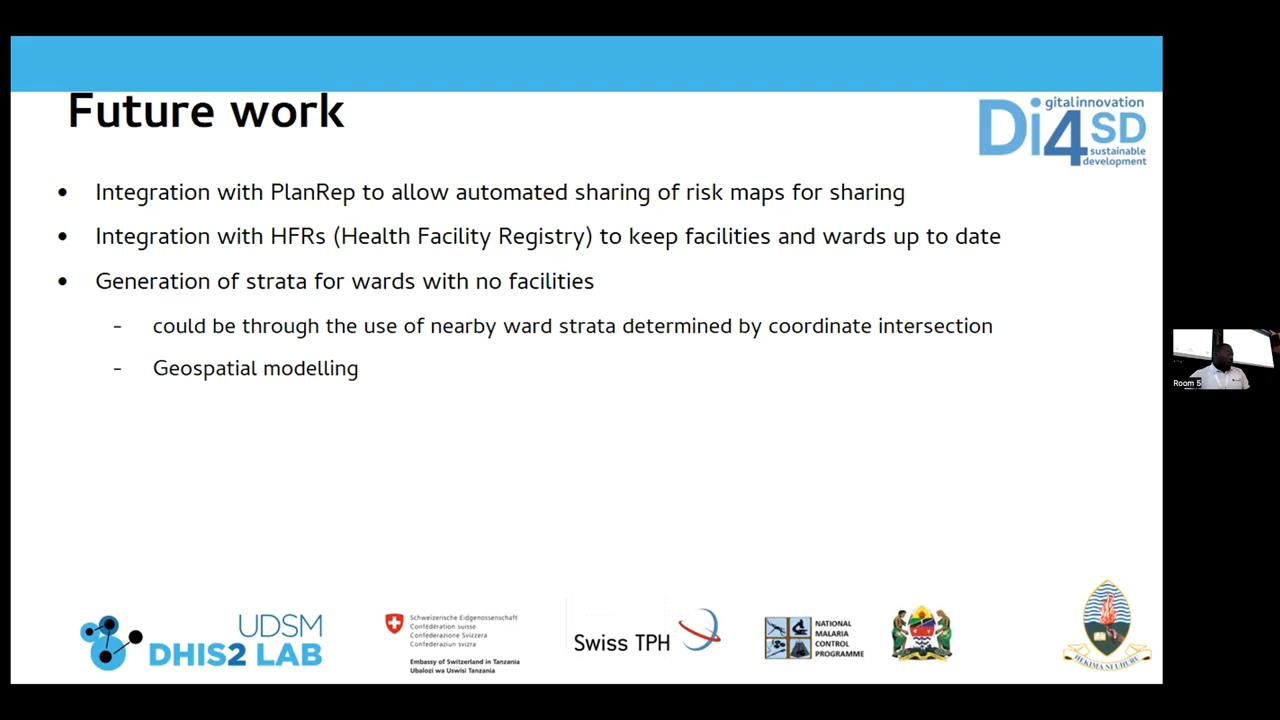 Future work
Di4SD
gital innovation
sustainable
development
• Integration with PlanRep to allow automated sharing of risk maps for sharing
• Integration with HFRs (Health Facility Registry) to keep facilities and wards up to date
• Generation of strata for wards with no facilities
- could be through the use of nearby ward strata determined by coordinate intersection
- Geospatial modelling
Room 5
UDSM
DHIS2 LAB
Schweizerische Eidgenossenschaft
Confédération suisse
Confederazione Svizzera
Confederaziun svizra
Embassy of Switzerland in Tanzania
Ubalozi wa Uswisi Tanzania
Swiss TPH
NATIONAL
MALARIA
CONTROL
PROGRAMME
HEKIMA NI UHURU